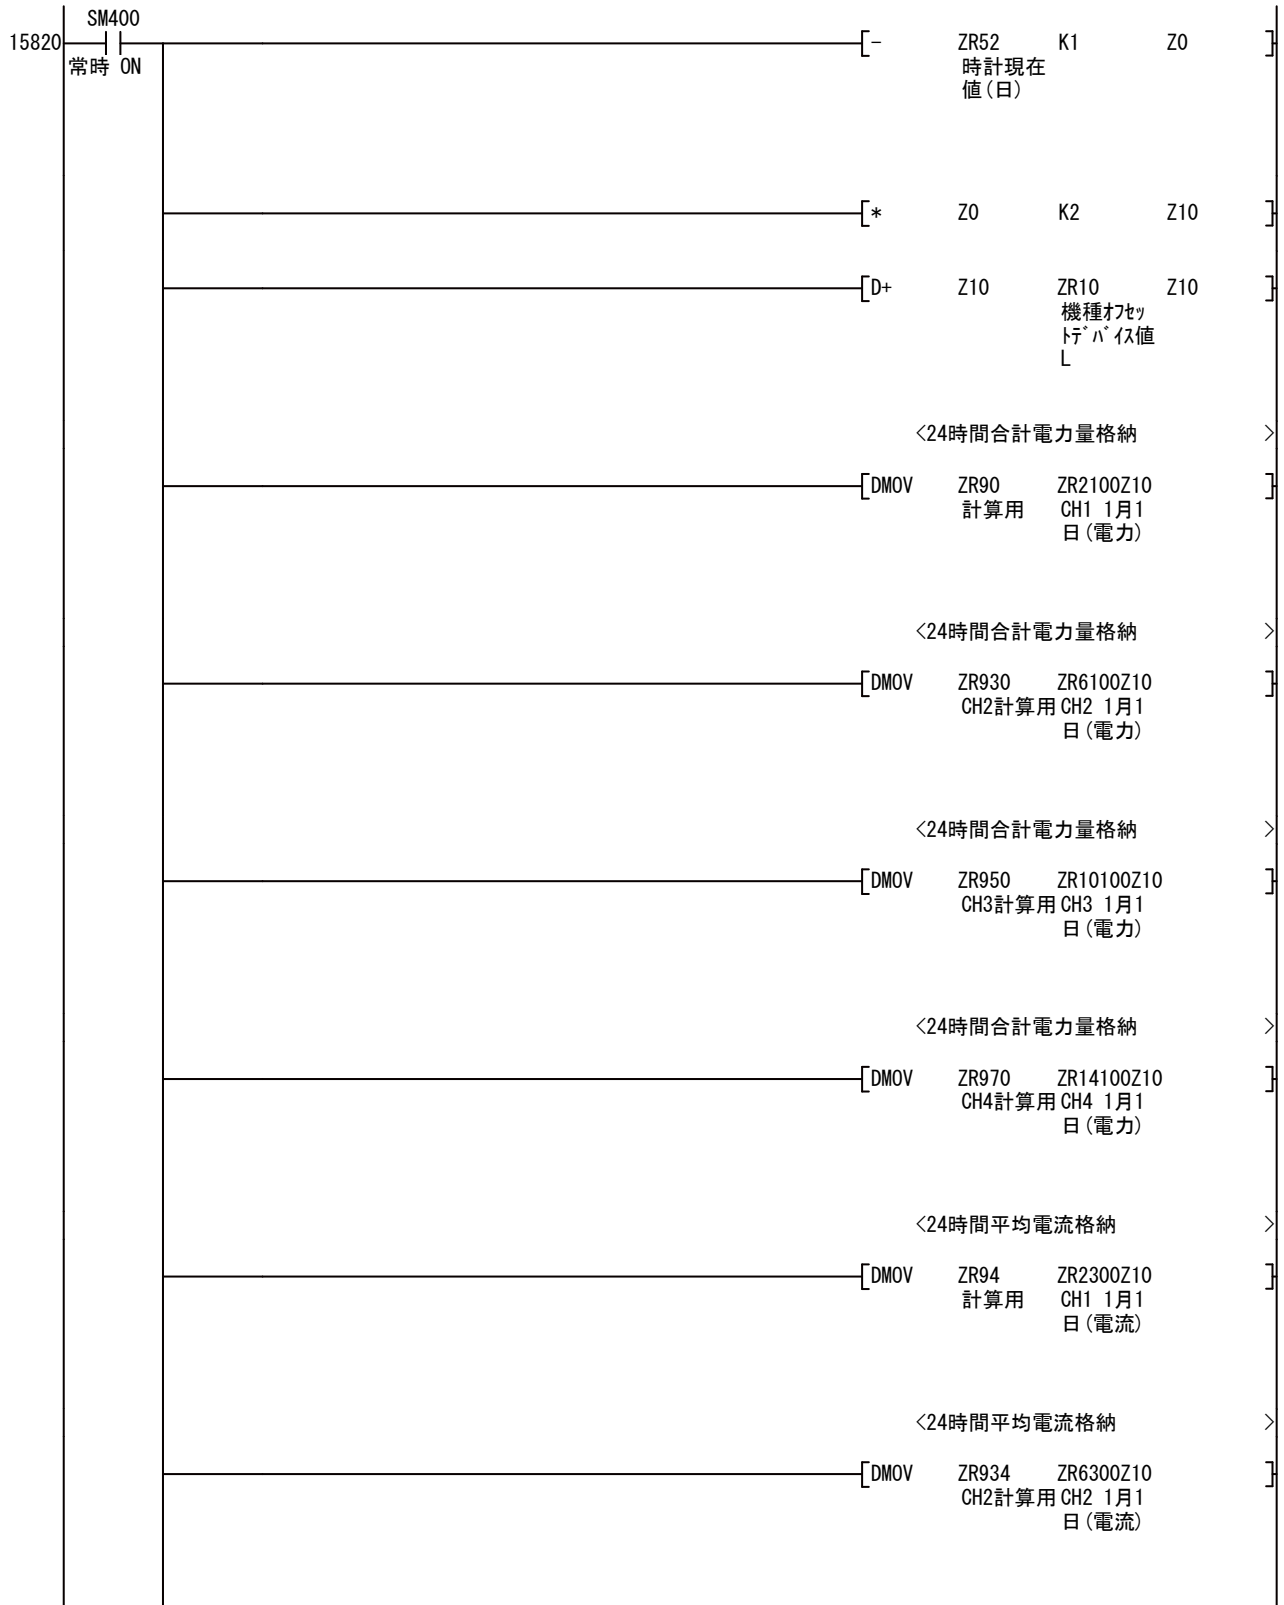 SM400
15820
常時 ON
- ZR52 K1 Z0
時計現在
値(日)
* Z0 K2 Z10
D+ Z10 ZR10 Z10
機種ｵﾌｾｯ
ﾄﾃﾞﾊﾞｲｽ値
L
<24時間合計電力量格納 >
DMOV ZR90 ZR2100Z10
計算用 CH1 1月1
日(電力)
<24時間合計電力量格納 >
DMOV ZR930 ZR6100Z10
CH2計算用 CH2 1月1
日(電力)
<24時間合計電力量格納 >
DMOV ZR950 ZR10100Z10
CH3計算用 CH3 1月1
日(電力)
<24時間合計電力量格納 >
DMOV ZR970 ZR14100Z10
CH4計算用 CH4 1月1
日(電力)
<24時間平均電流格納 >
DMOV ZR94 ZR2300Z10
計算用 CH1 1月1
日(電流)
<24時間平均電流格納 >
DMOV ZR934 ZR6300Z10
CH2計算用 CH2 1月1
日(電流)